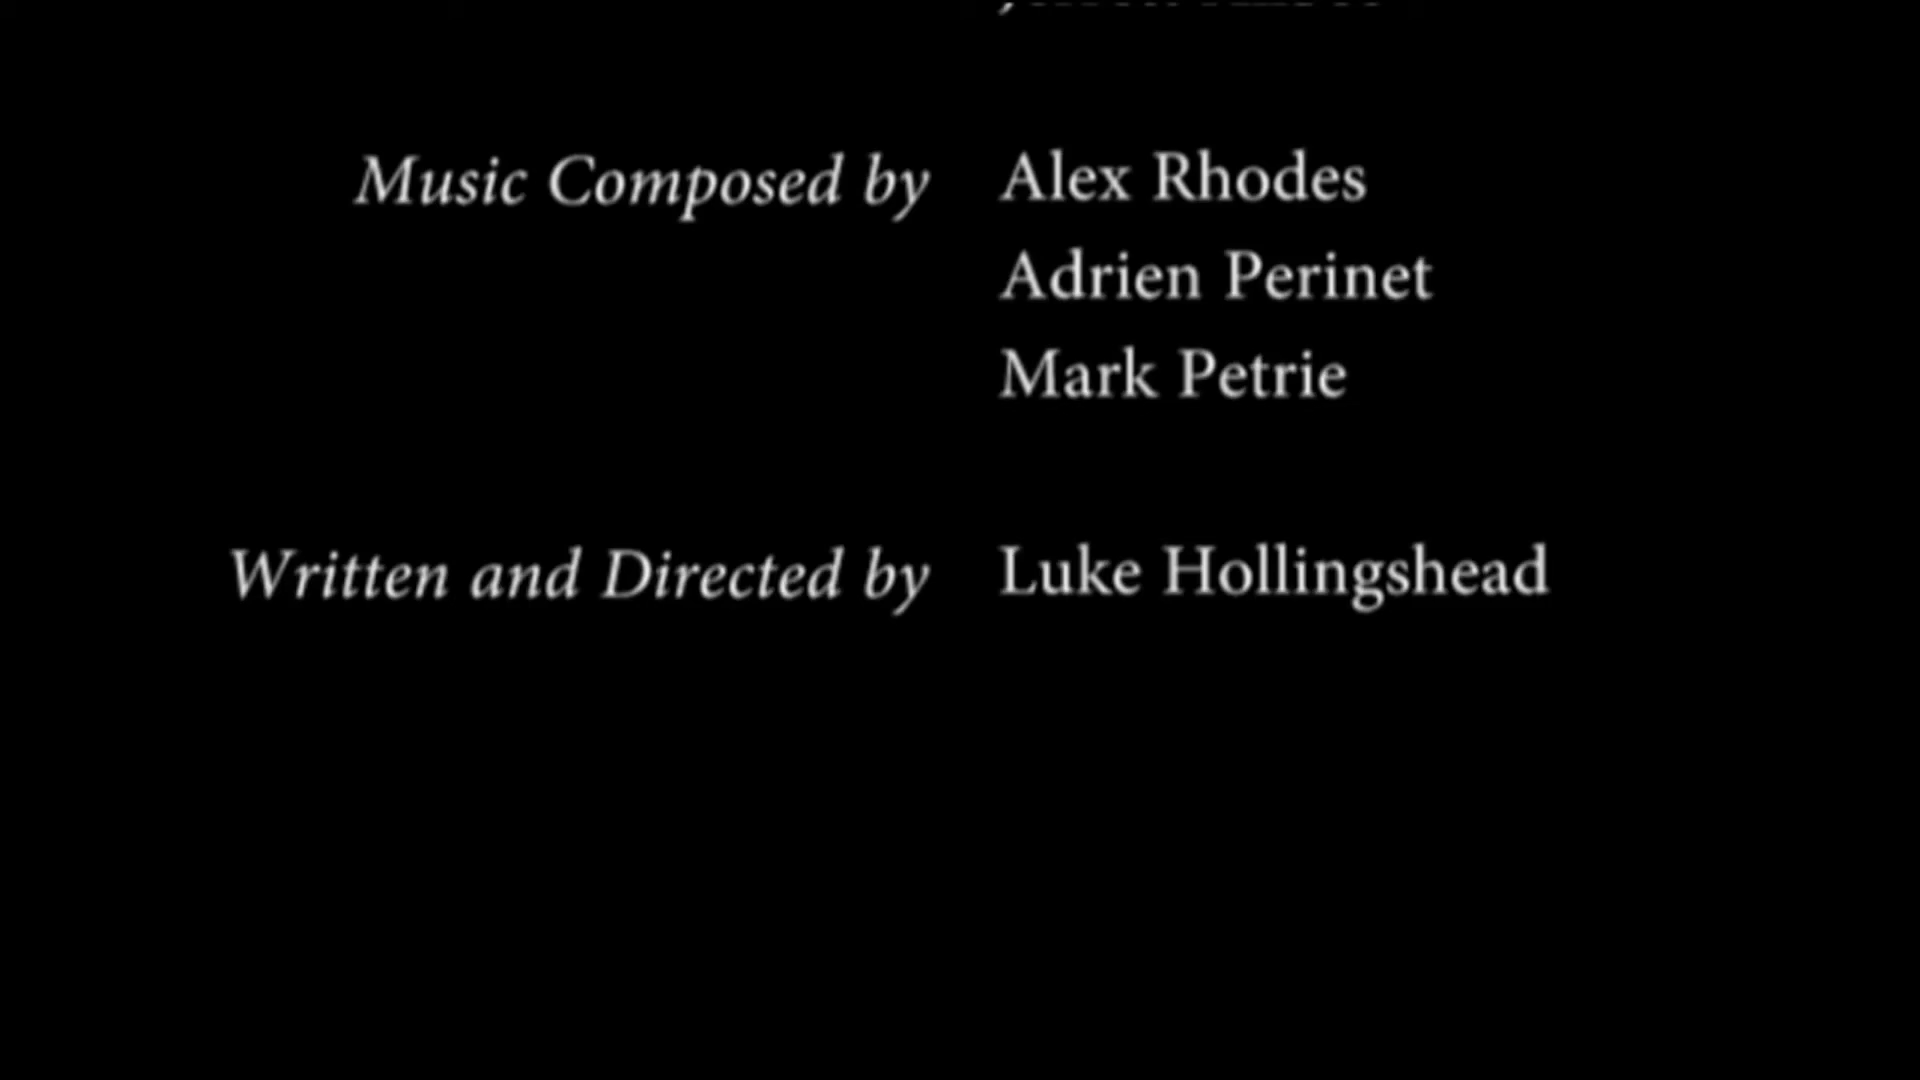 Music Composed by Alex Rhodes
Adrien Perinet
Mark Petrie
Written and Directed by Luke Hollingshead